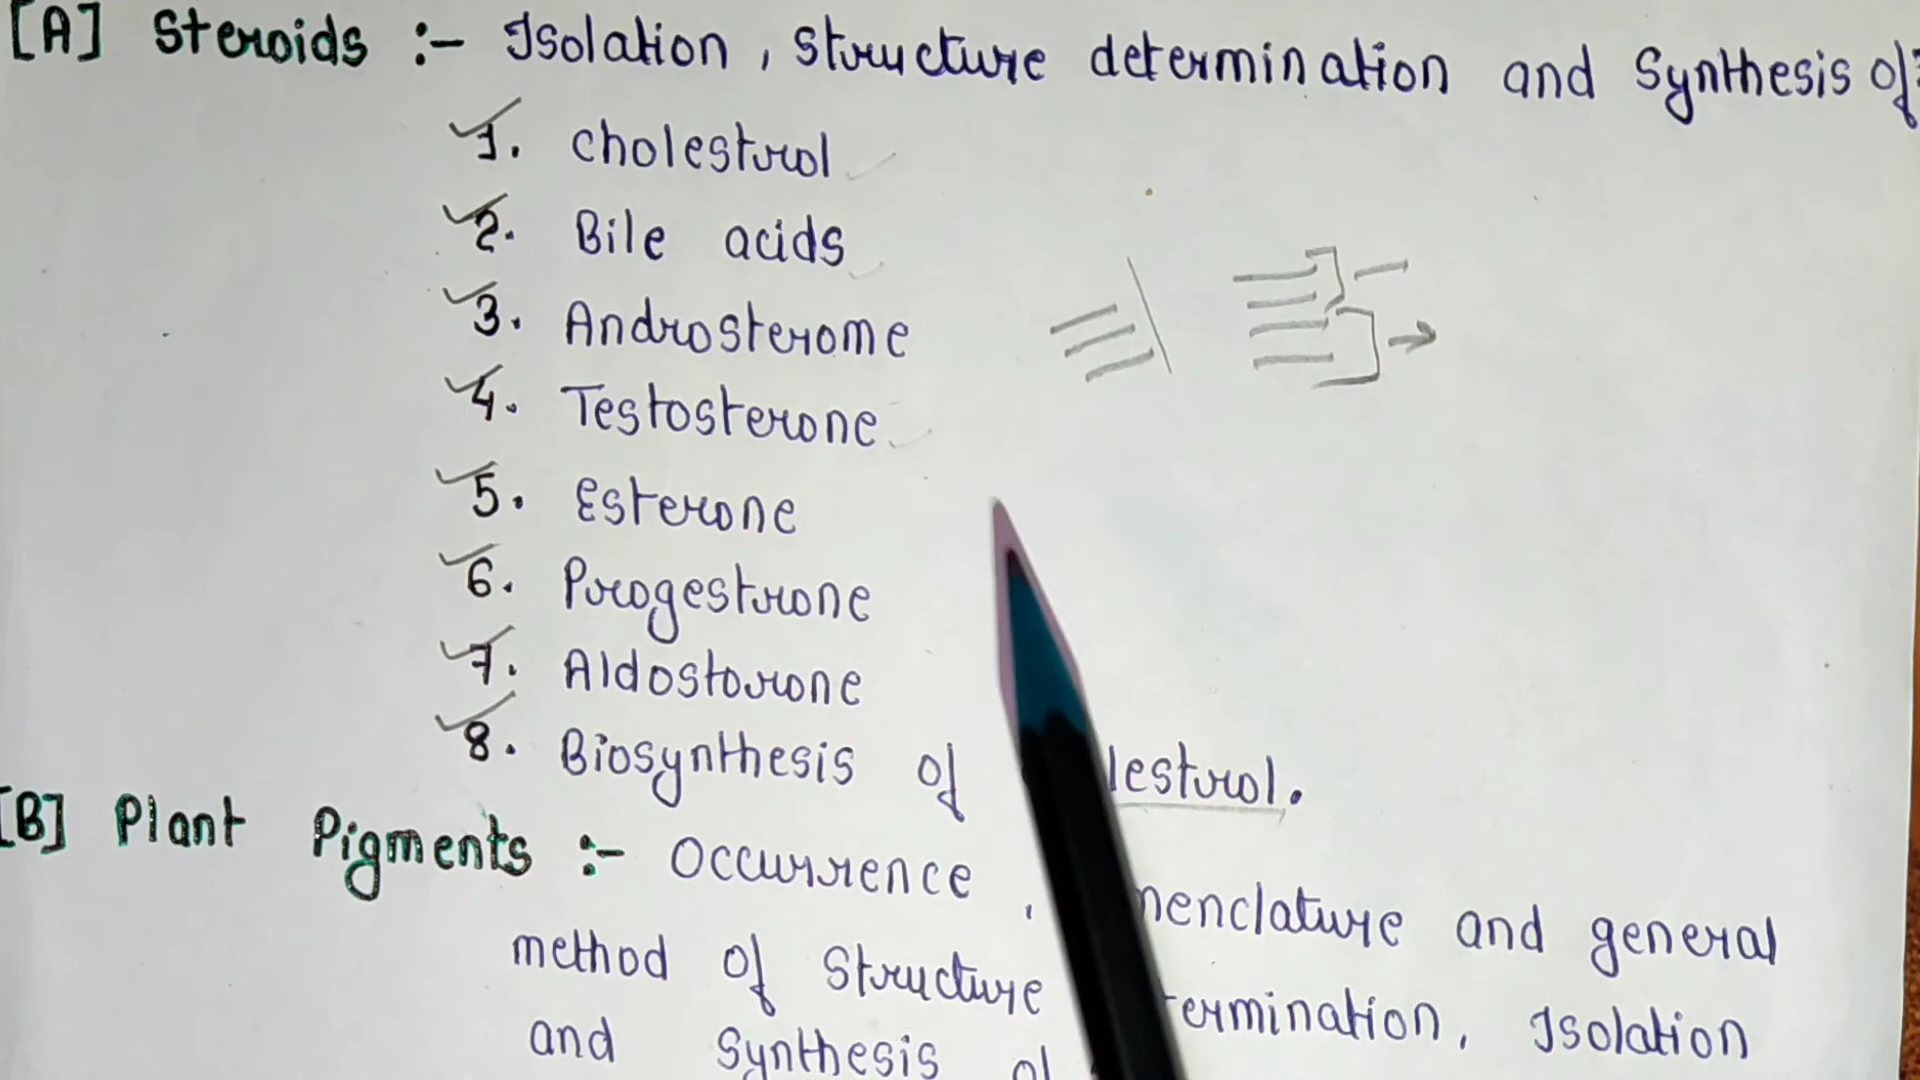 [A] Steroids :- Isolation, structure determination and Synthesis of
1. cholestrol
2. Bile acids
3. Androsterome
4. Testosterone
5. Esterone
6. Progestrone
7. Aldostorone
8. Biosynthesis of lestrol.
[B] Plant Pigments :- Occurrence, nenclature and general
method of Structure ermination, Isolation
and Synthesis of